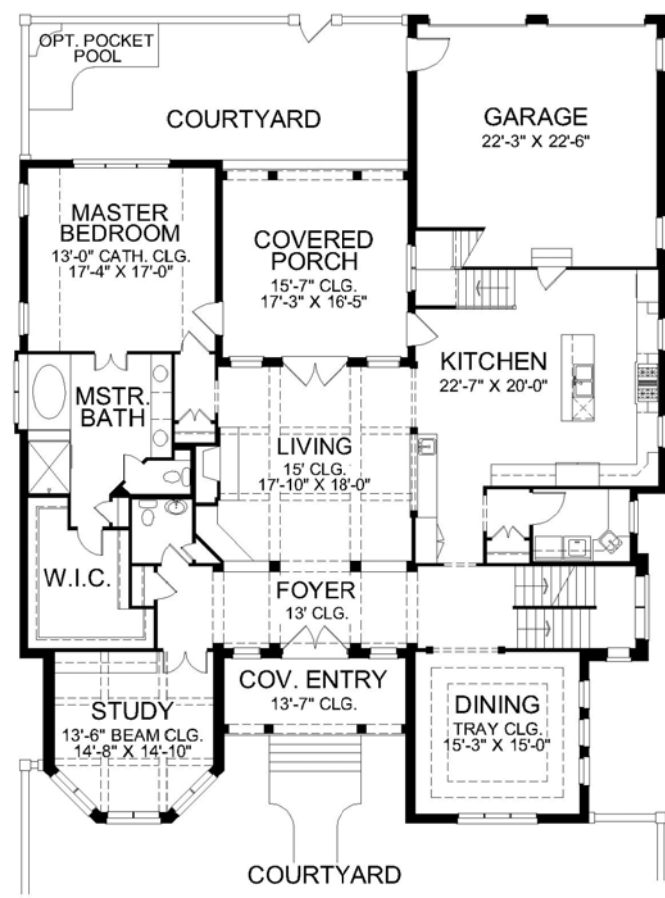 OPT. POCKET
POOL
COURTYARD
GARAGE
22'-3" X 22'-6"
MASTER
BEDROOM
13'-0" CATH. CLG.
17'-4" X 17'-0"
COVERED
PORCH
15'-7" CLG.
17'-3" X 16'-5"
KITCHEN
22'-7" X 20'-0"
MSTR.
BATH
LIVING
15' CLG.
17'-10" X 18'-0"
W.I.C.
FOYER
13' CLG.
COV. ENTRY
13'-7" CLG.
STUDY
13'-6" BEAM CLG.
14'-8" X 14'-10"
DINING
TRAY CLG.
15'-3" X 15'-0"
COURTYARD